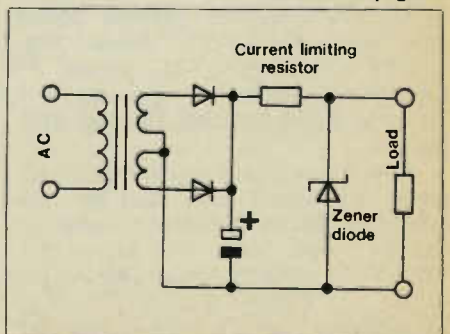 Current limiting
resistor
AC
Load
+
Zener
diode